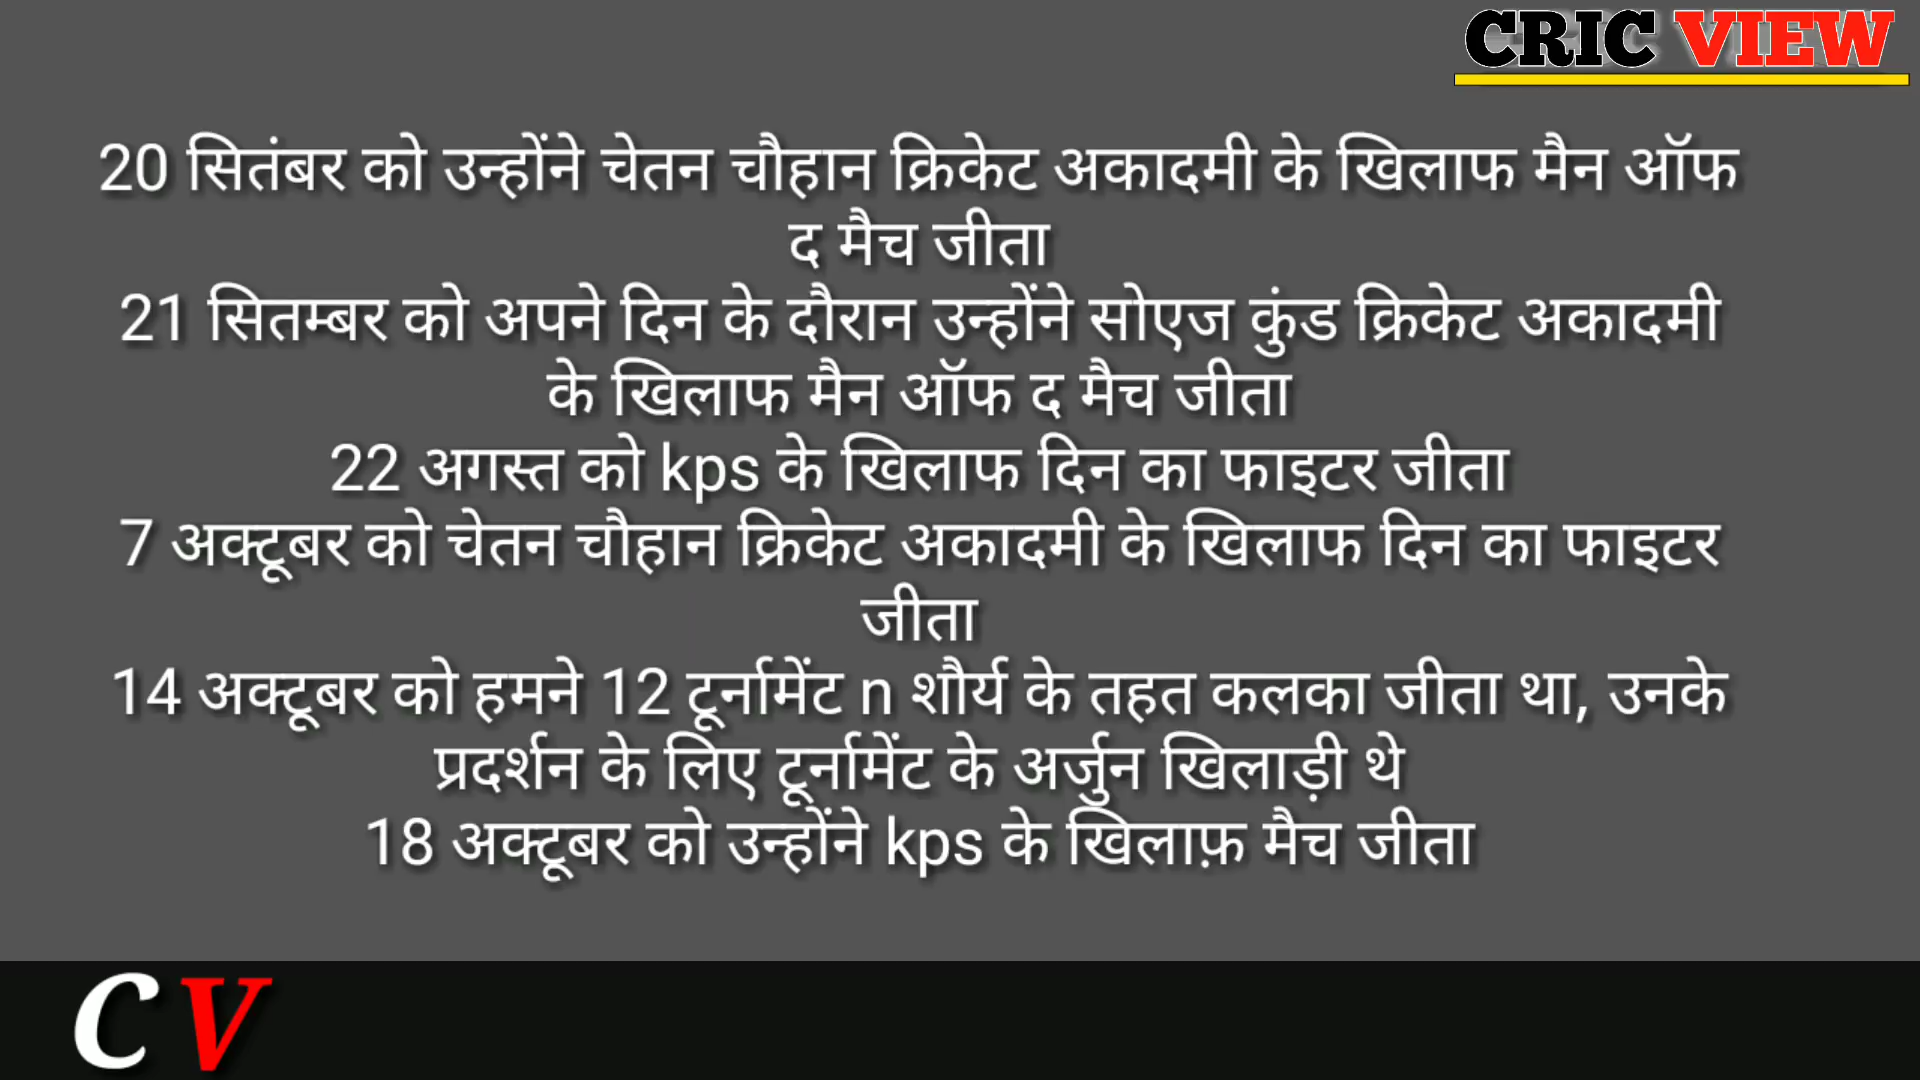 CRIC VIEW
20 सितंबर को उन्होंने चेतन चौहान क्रिकेट अकादमी के खिलाफ मैन ऑफ
द मैच जीता
21 सितम्बर को अपने दिन के दौरान उन्होंने सोएज कुंड क्रिकेट अकादमी
के खिलाफ मैन ऑफ द मैच जीता
22 अगस्त को kps के खिलाफ दिन का फाइटर जीता
7 अक्टूबर को चेतन चौहान क्रिकेट अकादमी के खिलाफ दिन का फाइटर
जीता
14 अक्टूबर को हमने 12 टूर्नामेंट n शौर्य के तहत कलका जीता था, उनके
प्रदर्शन के लिए टूर्नामेंट के अर्जुन खिलाड़ी थे
18 अक्टूबर को उन्होंने kps के खिलाफ़ मैच जीता
CV